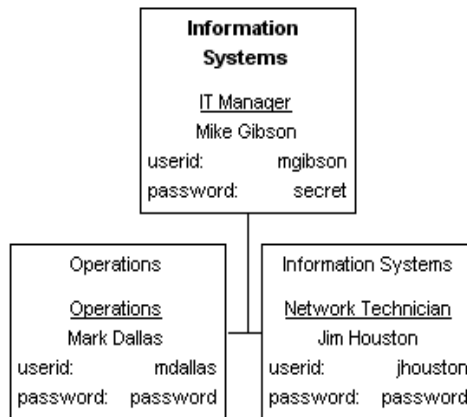 Information
Systems
IT Manager
Mike Gibson
userid: mgibson
password: secret
Operations
Operations
Mark Dallas
userid: mdallas
password: password
Information Systems
Network Technician
Jim Houston
userid: jhouston
password: password